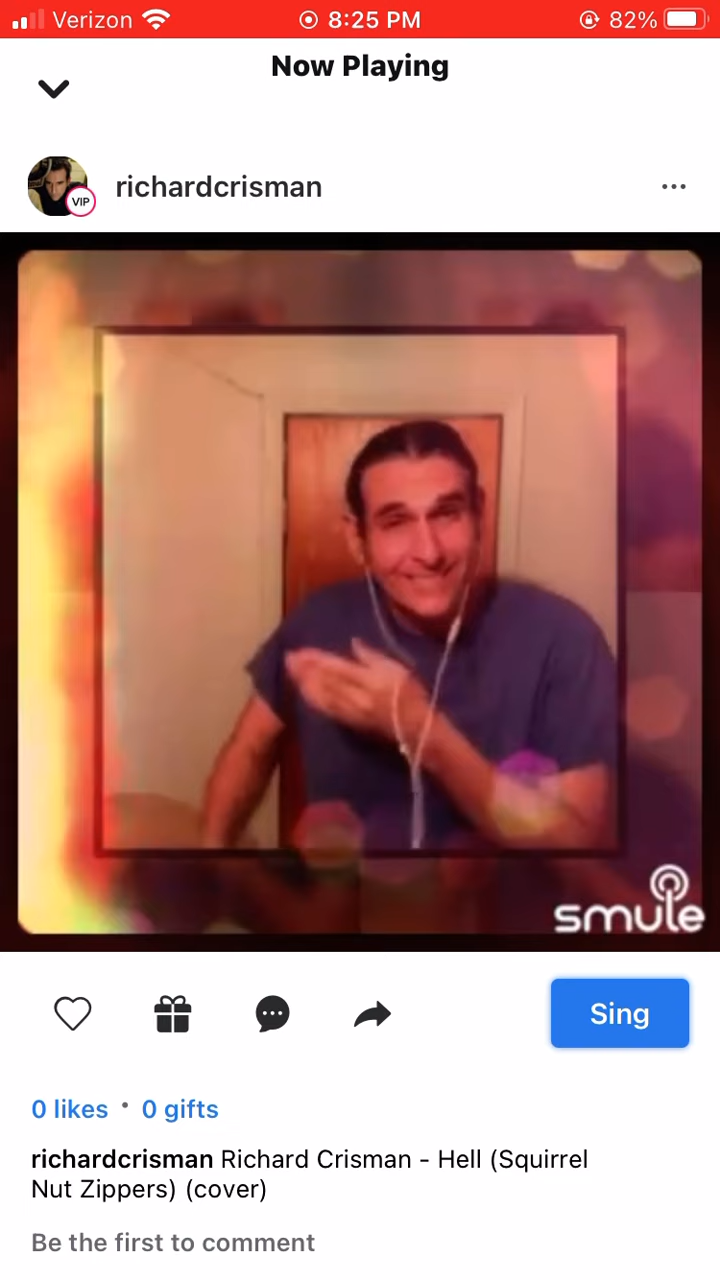 Verizon 8:25 PM 82%
Now Playing
VIP richardcrisman
smule
Sing
0 likes • 0 gifts
richardcrisman Richard Crisman - Hell (Squirrel
Nut Zippers) (cover)
Be the first to comment